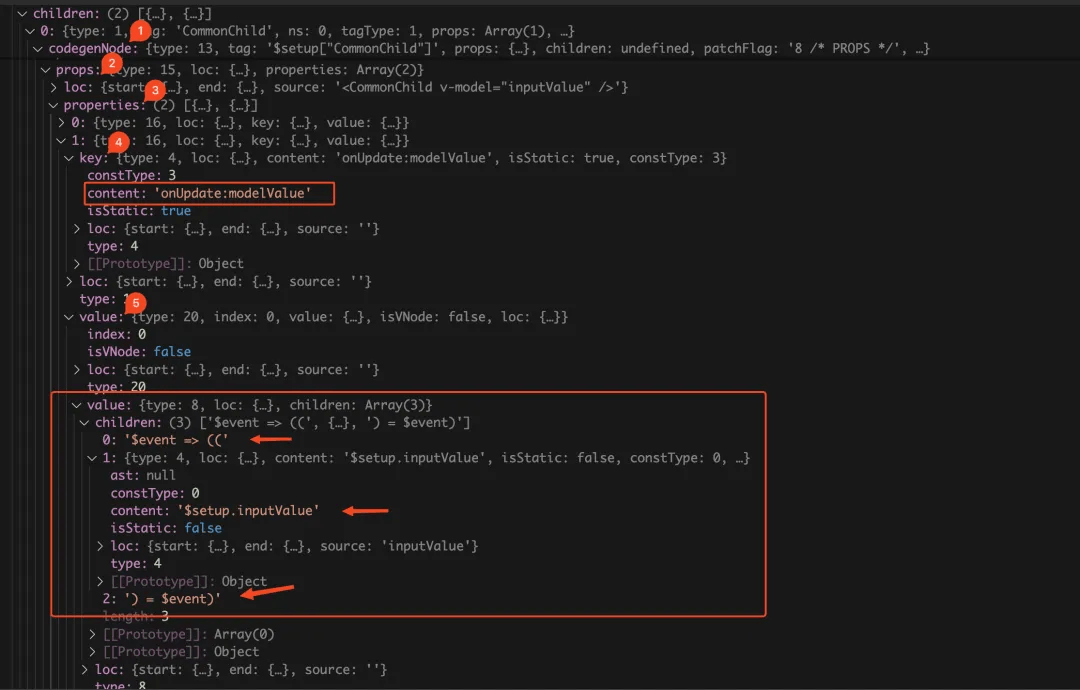 children: (2) [{…}, {…}]
0: {type: 1, ag: 'CommonChild', ns: 0, tagType: 1, props: Array(1), …}
1
codegenNode: {type: 13, tag: '$setup["CommonChild"]', props: {…}, children: undefined, patchFlag: '8 /* PROPS */', …}
2
props: type: 15, loc: {…}, properties: Array(2)}
loc: {start: {…}, end: {…}, source: '<CommonChild v-model="inputValue" />'}
3
properties: (2) [{…}, {…}]
0: {type: 16, loc: {…}, key: {…}, value: {…}}
1: {ty : 16, loc: {…}, key: {…}, value: {…}}
4
key: {type: 4, loc: {…}, content: 'onUpdate:modelValue', isStatic: true, constType: 3}
constType: 3
content: 'onUpdate:modelValue'
isStatic: true
loc: {start: {…}, end: {…}, source: ''}
type: 4
[[Prototype]]: Object
loc: {start: {…}, end: {…}, source: ''}
type:
5
value: {type: 20, index: 0, value: {…}, isVNode: false, loc: {…}}
index: 0
isVNode: false
loc: {start: {…}, end: {…}, source: ''}
type: 20
value: {type: 8, loc: {…}, children: Array(3)}
children: (3) ['$event => ((', {…}, ') = $event)']
0: '$event => (('
1: {type: 4, loc: {…}, content: '$setup.inputValue', isStatic: false, constType: 0, …}
ast: null
constType: 0
content: '$setup.inputValue'
isStatic: false
loc: {start: {…}, end: {…}, source: 'inputValue'}
type: 4
[[Prototype]]: Object
2: ') = $event)'
length: 3
[[Prototype]]: Array(0)
[[Prototype]]: Object
loc: {start: {…}, end: {…}, source: ''}
type: 8